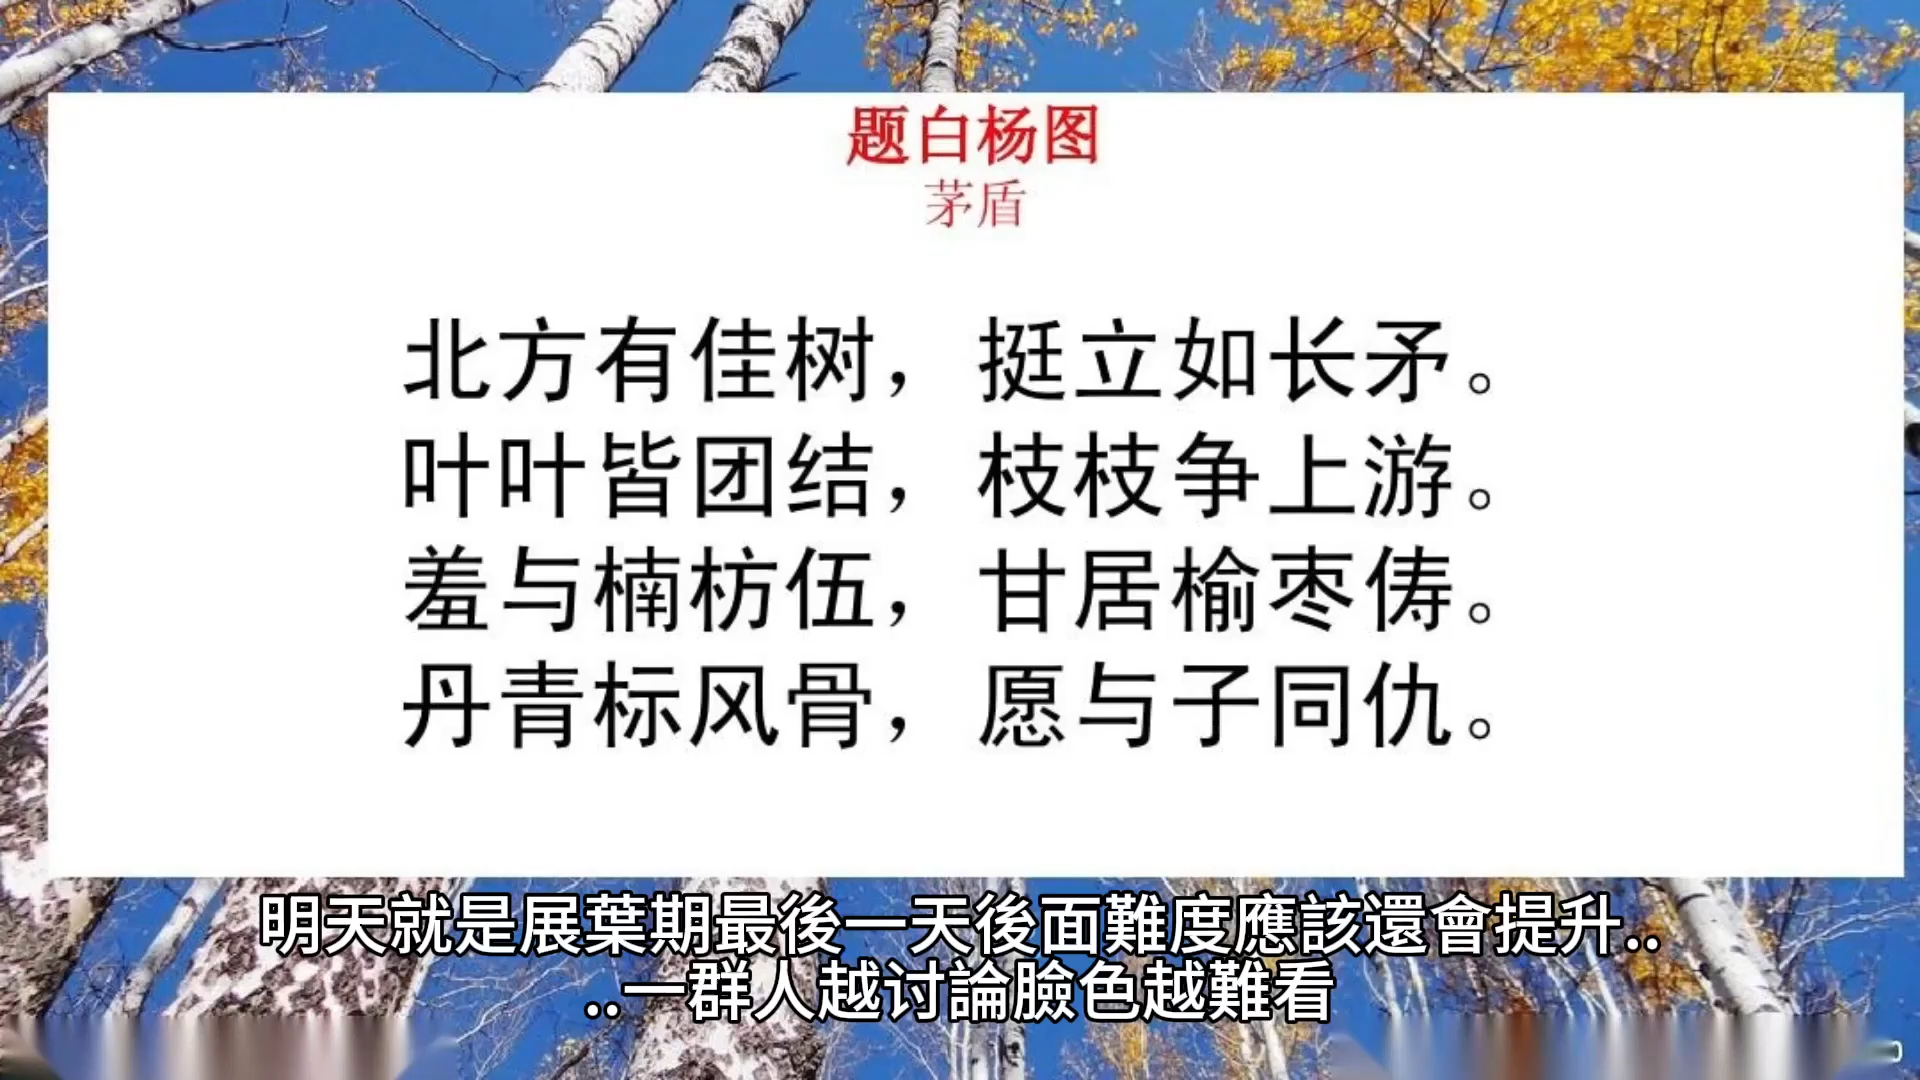 题白杨图
茅盾
北方有佳树，挺立如长矛。
叶叶皆团结，枝枝争上游。
羞与楠枋伍，甘居榆枣俦。
丹青标风骨，愿与子同仇。
明天就是展葉期最後一天後面難度應該還會提升..
..一群人越讨論臉色越難看